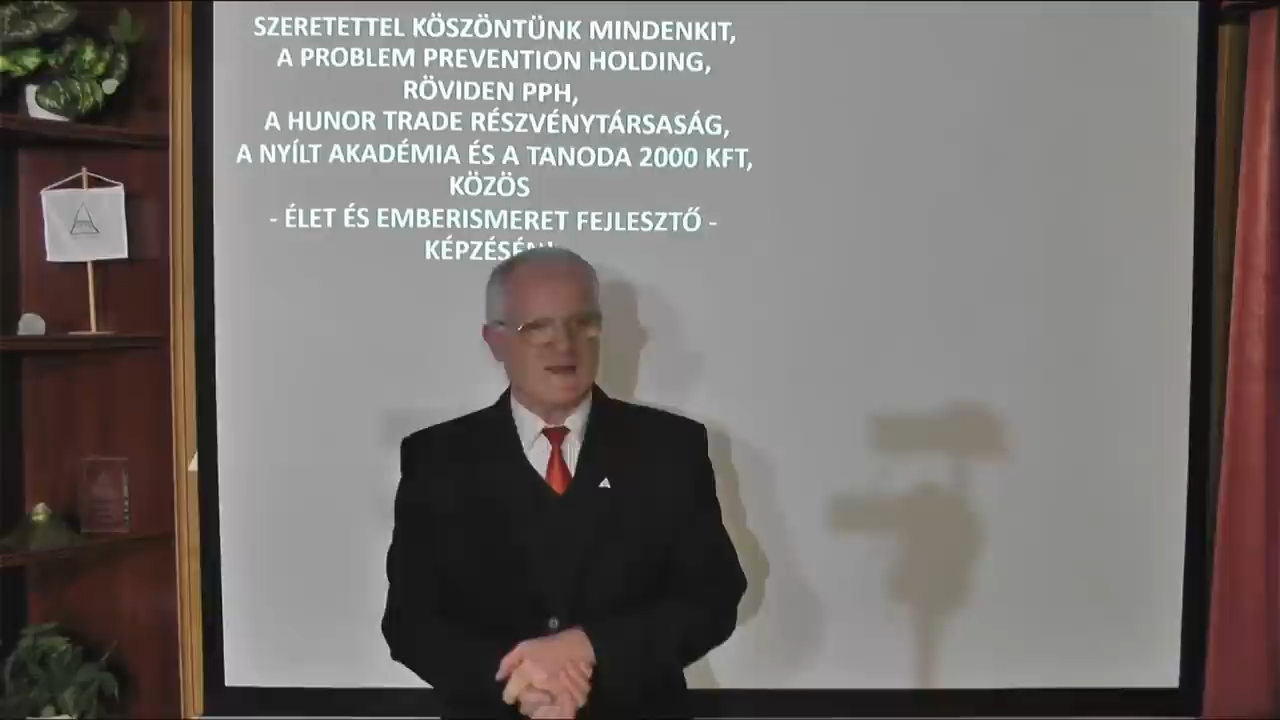 SZERETETTEL KÖSZÖNTÜNK MINDENKIT,
A PROBLEM PREVENTION HOLDING,
RÖVIDEN PPH,
A HUNOR TRADE RÉSZVÉNYTÁRSASÁG,
A NYÍLT AKADÉMIA ÉS A TANODA 2000 KFT,
KÖZÖS
- ÉLET ÉS EMBERISMERET FEJLESZTŐ -
KÉPZÉSÉN!